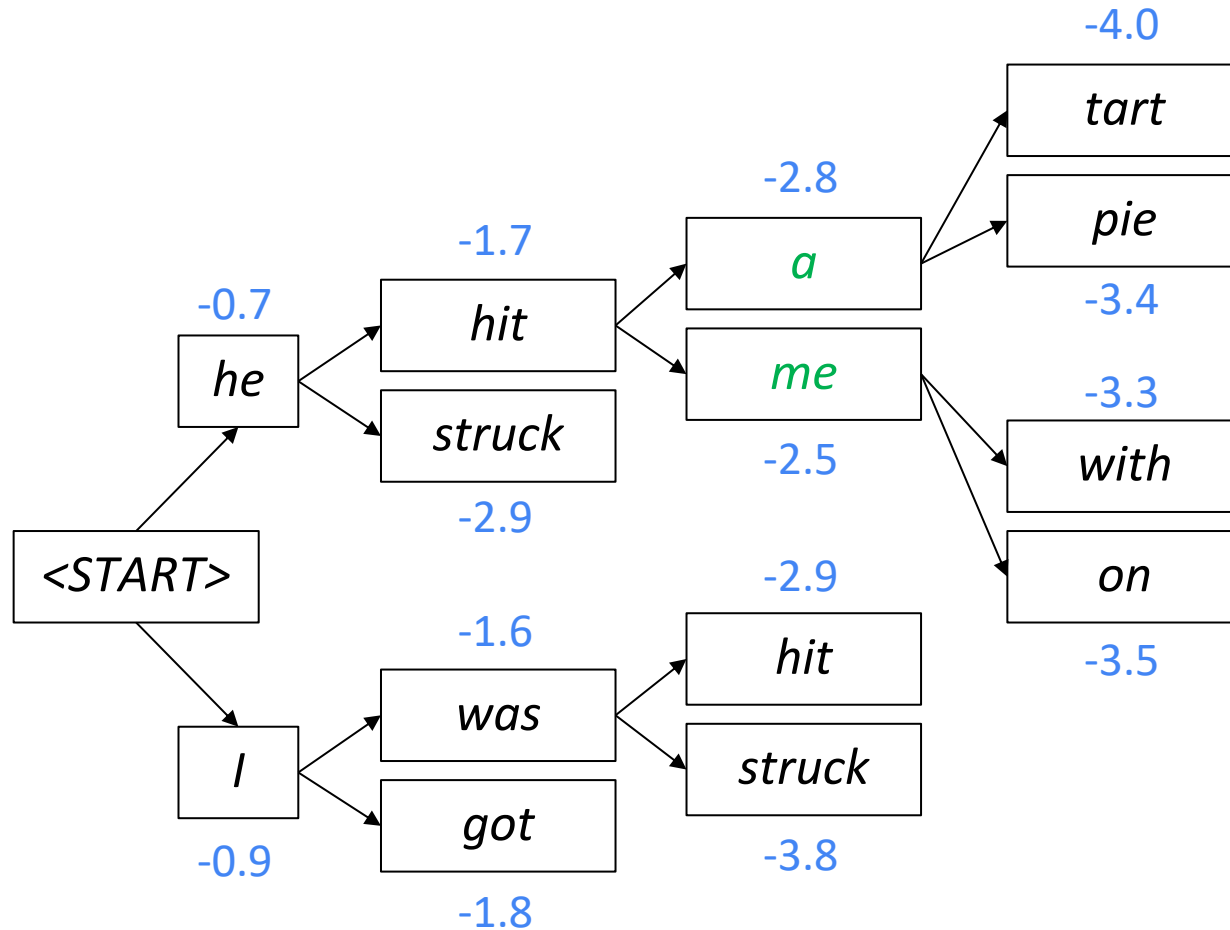 -4.0
tart
-2.8
pie
-1.7
a
-0.7
hit
-3.4
he
me
-3.3
struck
-2.5
with
-2.9
<START>
-2.9
on
-1.6
hit
-3.5
was
I
struck
got
-0.9
-3.8
-1.8